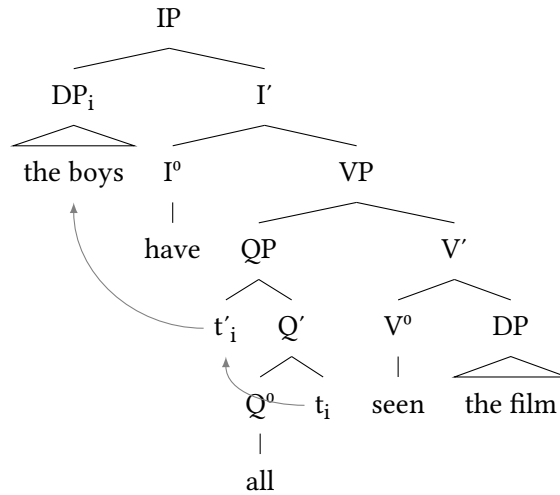 IP
DPᵢ I′
the boys I⁰ VP
have QP V′
t′ᵢ Q′ V⁰ DP
Q⁰ tᵢ seen the film
all